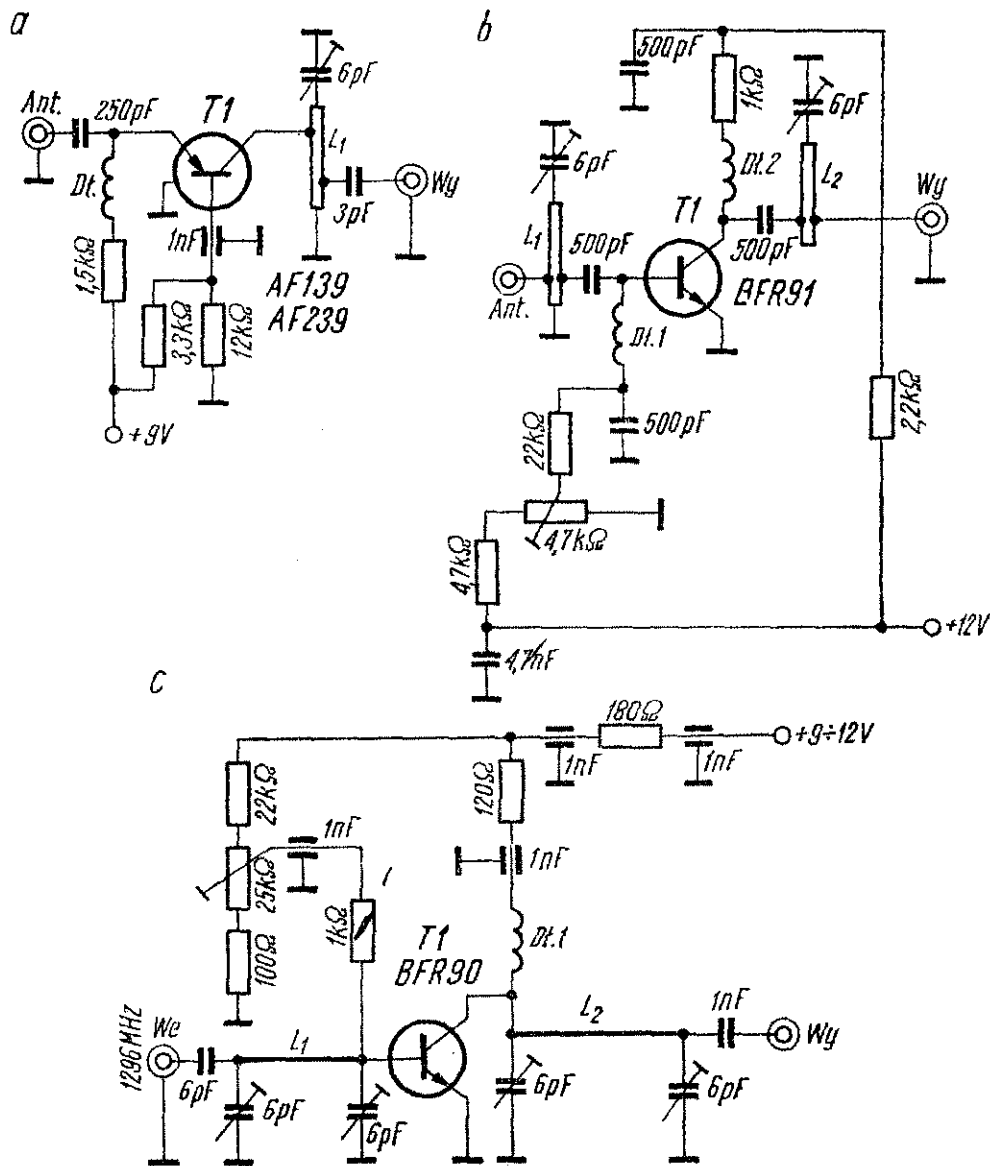 a
Ant.
250pF
T1
6pF
L₁
Wy
3pF
Dt.
1nF
1,5kΩ
3,3kΩ
12kΩ
AF139
AF239
+9V
b
500pF
1kΩ
6pF
6pF
Dt.2
L₂
Wy
T1
L₁
500pF
500pF
BFR91
Ant.
Dt.1
500pF
22kΩ
2,2kΩ
4,7kΩ
4,7kΩ
+12V
4,7nF
c
180Ω
+9÷12V
1nF
1nF
22kΩ
120Ω
1nF
1nF
25kΩ
1kΩ
Dt.1
100Ω
T1
BFR90
1nF
L₂
1296MHz
We
L₁
Wy
6pF
6pF
6pF
6pF
6pF